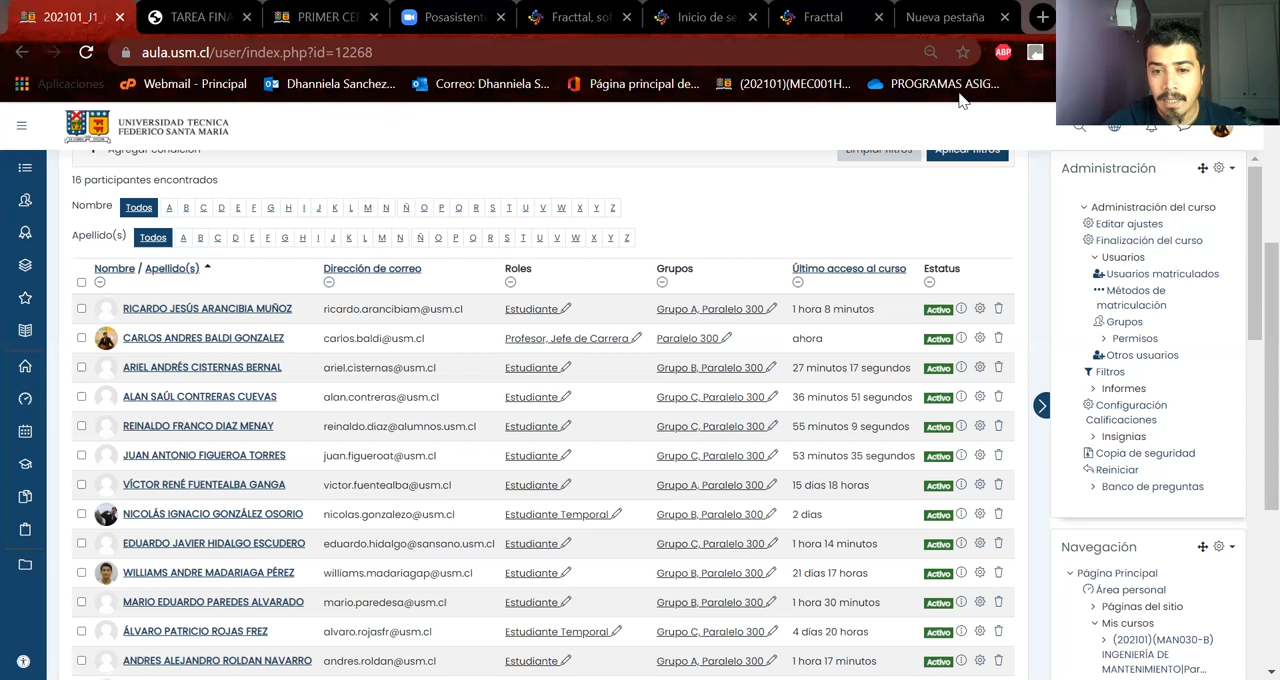 202101_J1_(
TAREA FINA
PRIMER CER
Posasistente
Fracttal, sof
Inicio de se
Fracttal
Nueva pestaña
aula.usm.cl/user/index.php?id=12268
ABP
Aplicaciones
Webmail - Principal
Dhanniela Sanchez...
Correo: Dhanniela S...
Página principal de...
(202101)(MEC001H...
PROGRAMAS ASIG...
UNIVERSIDAD TECNICA
FEDERICO SANTA MARIA
Agregar condición
Limpiar filtros
Aplicar filtros
16 participantes encontrados
Nombre Todos A B C D E F G H I J K L M N Ñ O P Q R S T U V W X Y Z
Apellido(s) Todos A B C D E F G H I J K L M N Ñ O P Q R S T U V W X Y Z
Nombre / Apellido(s) Dirección de correo Roles Grupos Último acceso al curso Estatus
RICARDO JESÚS ARANCIBIA MUÑOZ ricardo.arancibiam@usm.cl Estudiante Grupo A, Paralelo 300 1 hora 8 minutos Activo
CARLOS ANDRES BALDI GONZALEZ carlos.baldi@usm.cl Profesor, Jefe de Carrera Paralelo 300 ahora Activo
ARIEL ANDRÉS CISTERNAS BERNAL ariel.cisternas@usm.cl Estudiante Grupo B, Paralelo 300 27 minutos 17 segundos Activo
ALAN SAÚL CONTRERAS CUEVAS alan.contreras@usm.cl Estudiante Grupo C, Paralelo 300 36 minutos 51 segundos Activo
REINALDO FRANCO DIAZ MENAY reinaldo.diaz@alumnos.usm.cl Estudiante Grupo C, Paralelo 300 55 minutos 9 segundos Activo
JUAN ANTONIO FIGUEROA TORRES juan.figueroat@usm.cl Estudiante Grupo C, Paralelo 300 53 minutos 35 segundos Activo
VÍCTOR RENÉ FUENTEALBA GANGA victor.fuentealba@usm.cl Estudiante Grupo A, Paralelo 300 15 días 18 horas Activo
NICOLÁS IGNACIO GONZÁLEZ OSORIO nicolas.gonzalezo@usm.cl Estudiante Temporal Grupo B, Paralelo 300 2 días Activo
EDUARDO JAVIER HIDALGO ESCUDERO eduardo.hidalgo@sansano.usm.cl Estudiante Grupo C, Paralelo 300 1 hora 14 minutos Activo
WILLIAMS ANDRE MADARIAGA PÉREZ williams.madariagap@usm.cl Estudiante Grupo B, Paralelo 300 21 días 17 horas Activo
MARIO EDUARDO PAREDES ALVARADO mario.paredesa@usm.cl Estudiante Grupo B, Paralelo 300 1 hora 30 minutos Activo
ÁLVARO PATRICIO ROJAS FREZ alvaro.rojasfr@usm.cl Estudiante Temporal Grupo C, Paralelo 300 4 días 20 horas Activo
ANDRES ALEJANDRO ROLDAN NAVARRO andres.roldan@usm.cl Estudiante Grupo A, Paralelo 300 1 hora 17 minutos Activo
Administración
Administración del curso
Editar ajustes
Finalización del curso
Usuarios
Usuarios matriculados
Métodos de
matriculación
Grupos
Permisos
Otros usuarios
Filtros
Informes
Configuración
Calificaciones
Insignias
Copia de seguridad
Reiniciar
Banco de preguntas
Navegación
Página Principal
Área personal
Páginas del sitio
Mis cursos
(202101)(MAN030-B)
INGENIERÍA DE
MANTENIMIENTO|Par...